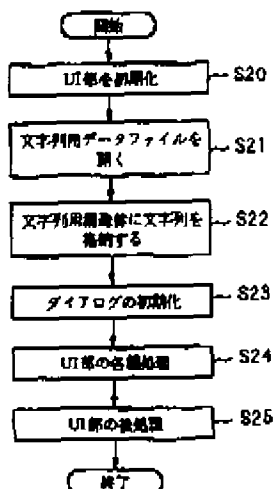 開始
UI部を初期化
S20
文字列用データファイルを
開く
S21
文字列用構造体に文字列を
格納する
S22
ダイアログの初期化
S23
UI部の各種処理
S24
UI部の後処理
S25
終了